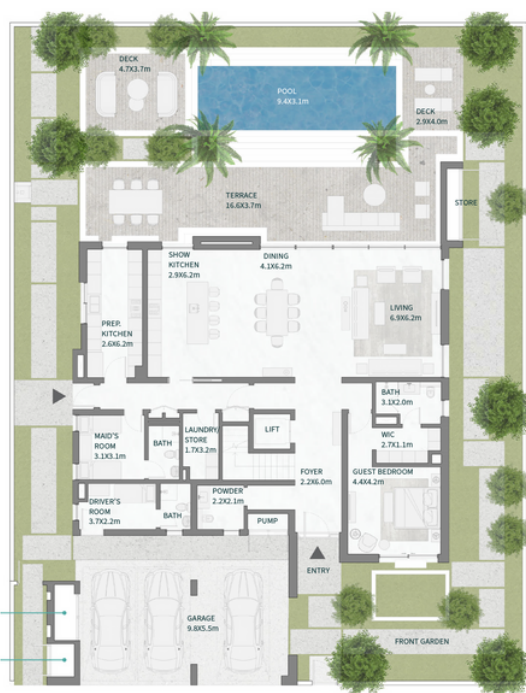 DECK
4.7X3.7m
POOL
9.4X3.1m
DECK
2.9X4.0m
TERRACE
16.6X3.7m
STORE
SHOW
KITCHEN
2.9X6.2m
DINING
4.1X6.2m
LIVING
6.9X6.2m
PREP.
KITCHEN
2.6X6.2m
BATH
3.1X2.0m
MAID'S
ROOM
3.1X3.1m
BATH
LAUNDRY/
STORE
1.7X3.2m
LIFT
WIC
2.7X1.1m
FOYER
2.2X6.0m
GUEST BEDROOM
4.4X4.2m
DRIVER'S
ROOM
3.7X2.2m
BATH
POWDER
2.2X2.1m
PUMP
ENTRY
GARAGE
9.8X5.5m
FRONT GARDEN